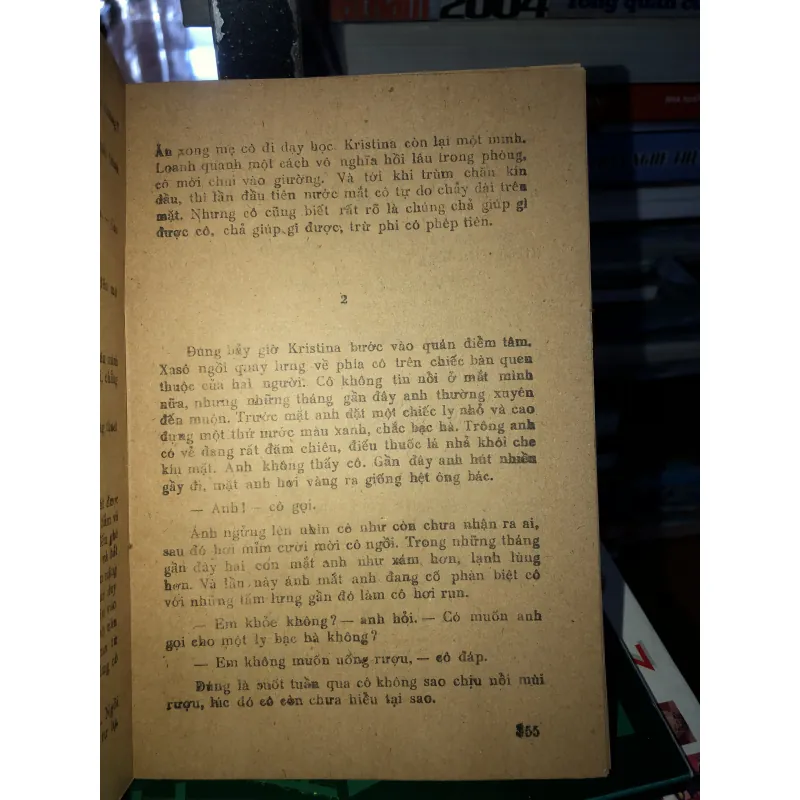 2004
Ăn xong mẹ cô đi dạy học. Kristina còn lại một mình.
Loanh quanh một cách vô nghĩa hồi lâu trong phòng,
cô mới chui vào giường. Và tới khi trùm chăn kín
đầu, thì lần đầu tiên nước mắt cô tự do chảy dài trên
mặt. Nhưng cô cũng biết rất rõ là chúng chả giúp gì
được cô, chả giúp gì được, trừ phi có phép tiên.
2
Đúng bảy giờ Kristina bước vào quán điểm tâm.
Xasô ngồi quay lưng về phía cô trên chiếc bàn quen
thuộc của hai người. Cô không tin nổi ở mắt mình
nữa, nhưng những tháng gần đây anh thường xuyên
đến muộn. Trước mặt anh đặt một chiếc ly nhỏ và cao
đựng một thứ nước màu xanh, chắc bạc hà. Trông anh
có vẻ đang rất đăm chiêu, điếu thuốc lá nhả khói che
kín mặt. Anh không thấy cô. Gần đây anh hút nhiều
gầy đi, mặt anh hơi vàng ra giống hệt ông bác.
— Anh! — cô gọi.
Anh ngửng lên nhìn cô như còn chưa nhận ra ai,
sau đó hơi mỉm cười mời cô ngồi. Trong những tháng
gần đây hai con mắt anh như xám hơn, lạnh lùng
hơn. Và lần này ánh mắt anh đang cố phân biệt cô
với những tấm lưng gần đó làm cô hơi run.
— Em khỏe không? — anh hỏi. — Có muốn anh
gọi cho một ly bạc hà không?
— Em không muốn uống rượu, — cô đáp.
Đúng là suốt tuần qua cô không sao chịu nổi mùi
rượu, lúc đó cô còn chưa hiểu tại sao.
355